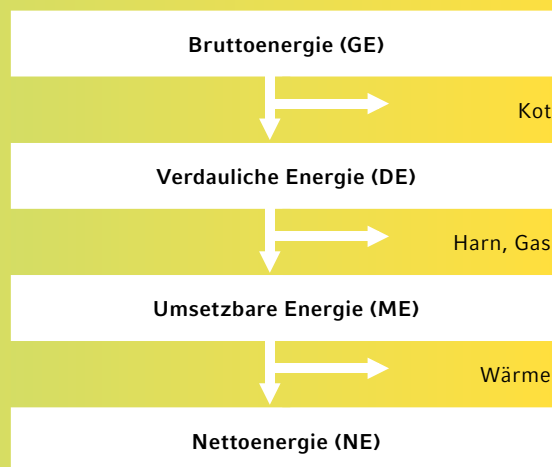 Bruttoenergie (GE)
Kot
Verdauliche Energie (DE)
Harn, Gas
Umsetzbare Energie (ME)
Wärme
Nettoenergie (NE)